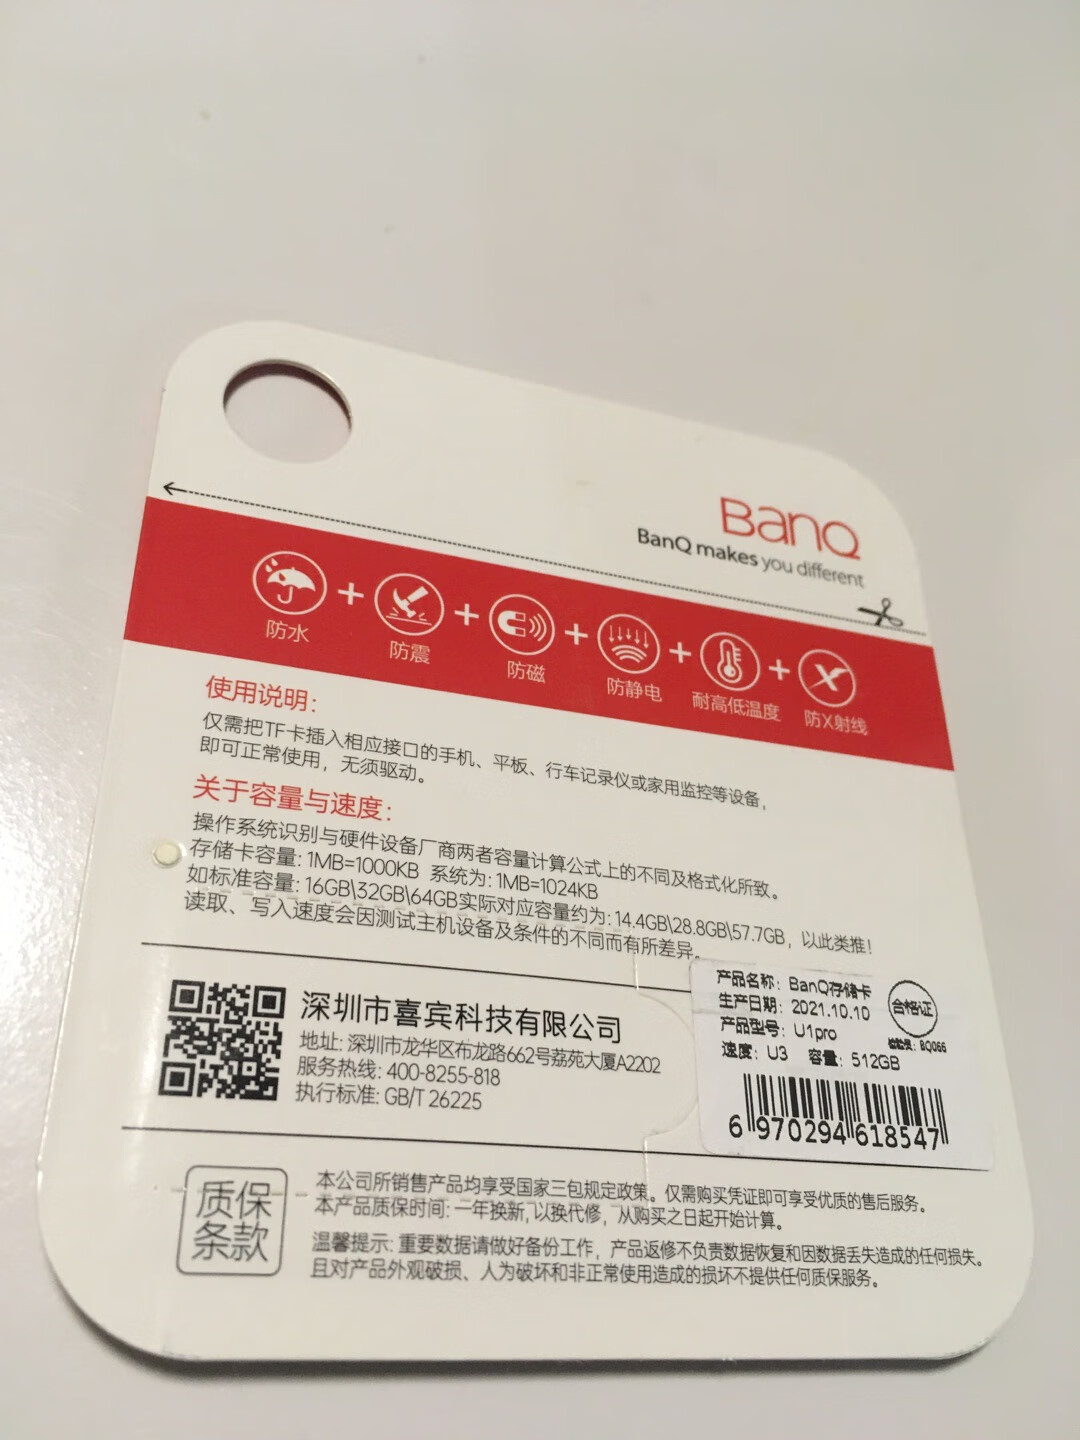 BanQ
BanQ makes you different
防水
防震
防磁
防静电
耐高低温度
防X射线
使用说明:
仅需把TF卡插入相应接口的手机、平板、行车记录仪或家用监控等设备，
即可正常使用，无须驱动。
关于容量与速度:
操作系统识别与硬件设备厂商两者容量计算公式上的不同及格式化所致。
存储卡容量: 1MB=1000KB 系统为: 1MB=1024KB
如标准容量: 16GB\32GB\64GB实际对应容量约为: 14.4GB\28.8GB\57.7GB，以此类推!
读取、写入速度会因测试主机设备及条件的不同而有所差异。
深圳市喜宾科技有限公司
地址: 深圳市龙华区布龙路662号荔苑大厦A2202
服务热线: 400-8255-818
执行标准: GB/T 26225
产品名称: BanQ存储卡
生产日期: 2021.10.10
产品型号: U1pro
速度: U3 容量: 512GB
合格证
检验员: BQ066
6 970294 618547
质保
条款
本公司所销售产品均享受国家三包规定政策。仅需购买凭证即可享受优质的售后服务。
本产品质保时间: 一年换新, 以换代修，从购买之日起开始计算。
温馨提示: 重要数据请做好备份工作，产品返修不负责数据恢复和因数据丢失造成的任何损失。
且对产品外观破损、人为破坏和非正常使用造成的损坏不提供任何质保服务。